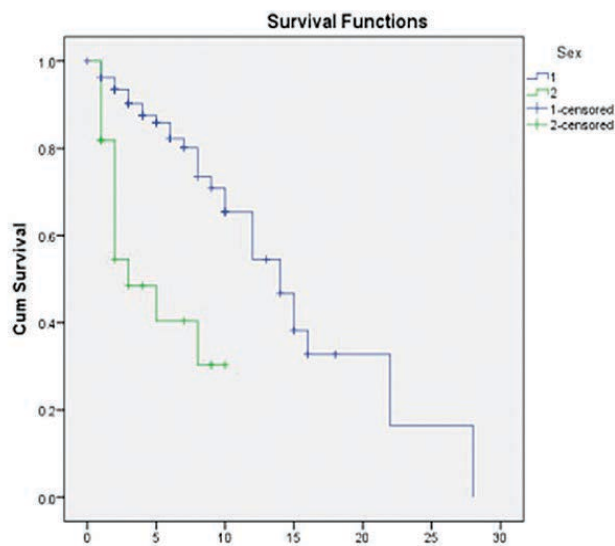 Survival Functions
Sex
1
2
1-censored
2-censored
Cum Survival
1.0
0.8
0.6
0.4
0.2
0.0
0 5 10 15 20 25 30